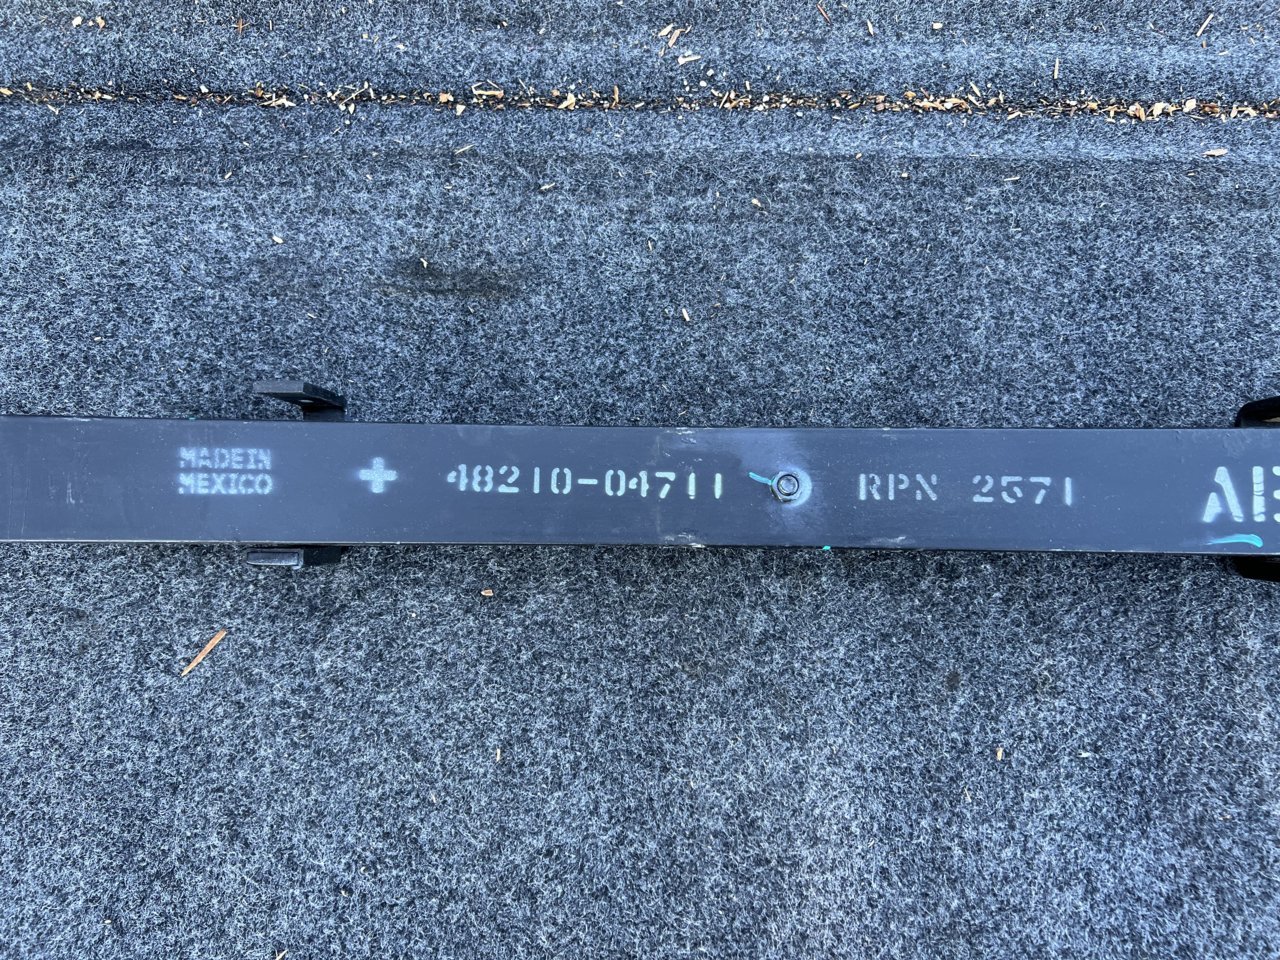 MADE IN
MEXICO
+ 48210-04711 RPN 2571